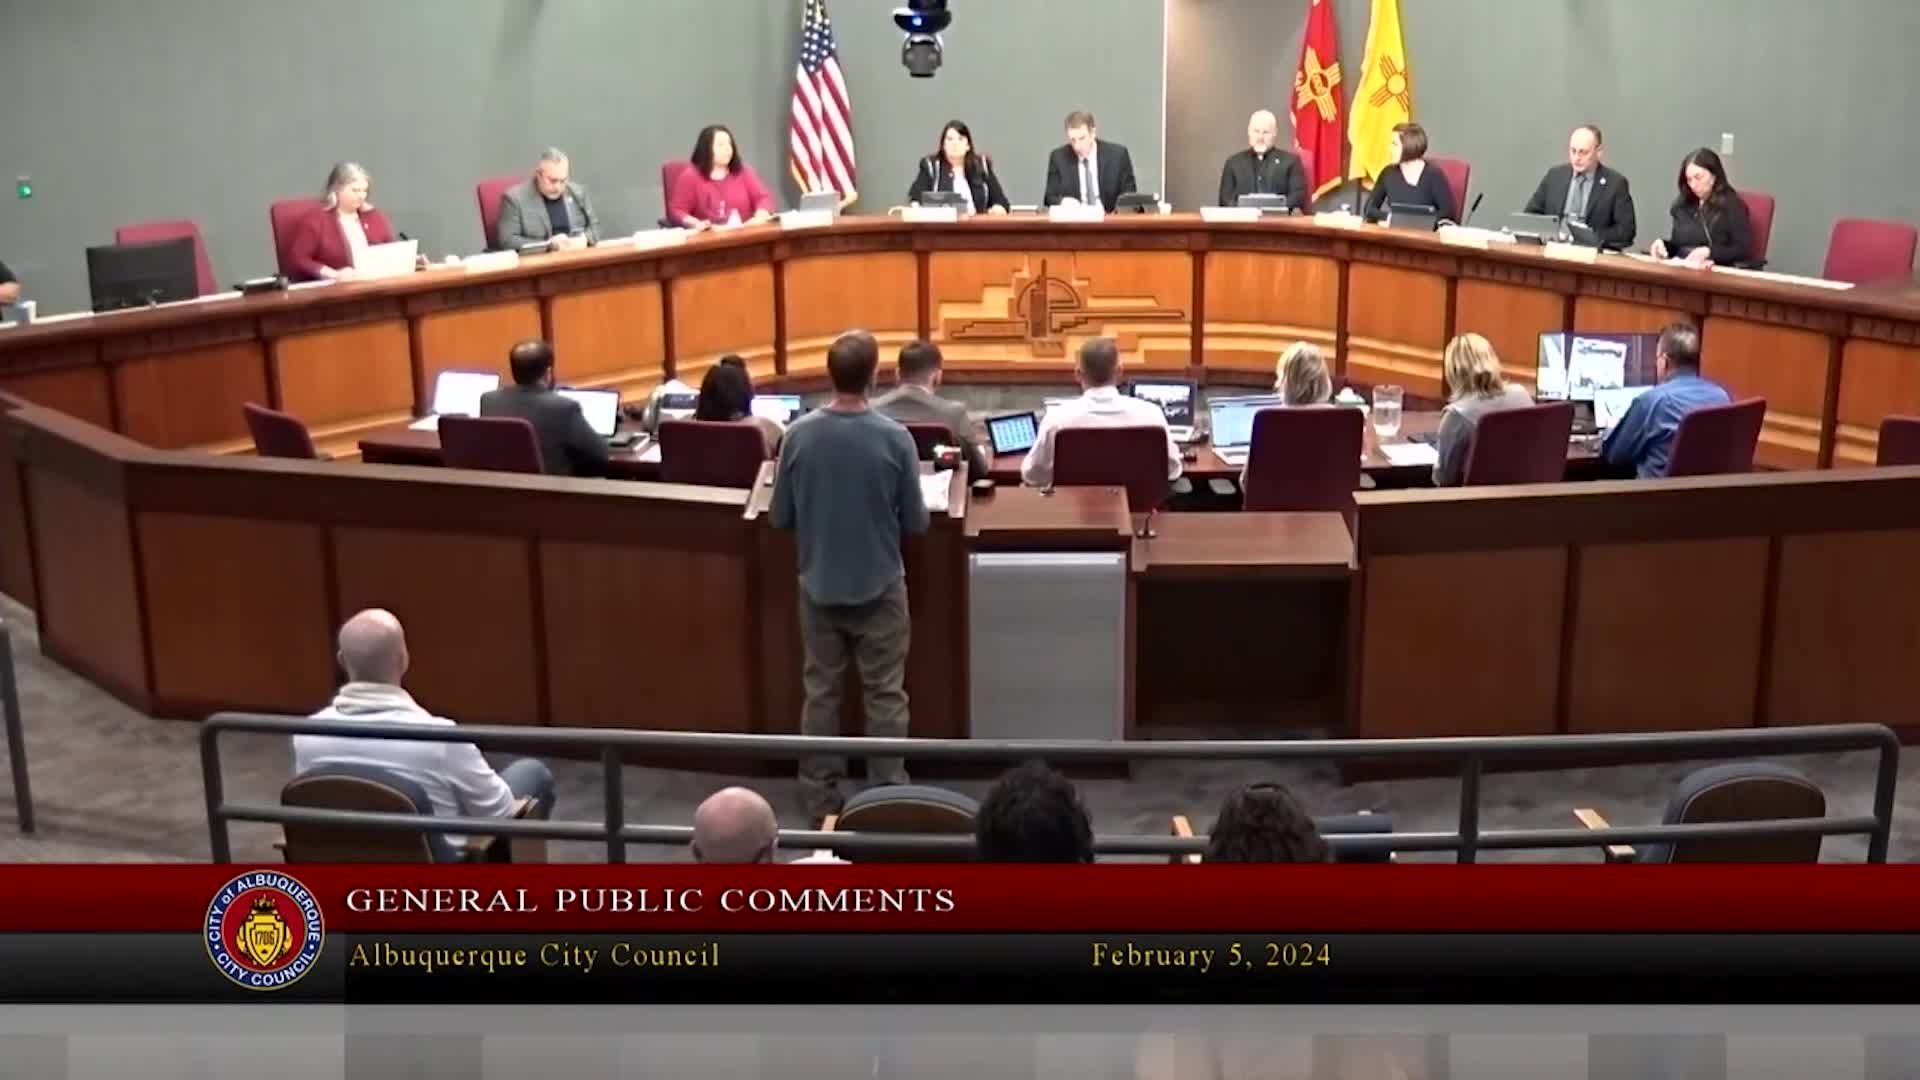 GENERAL PUBLIC COMMENTS
Albuquerque City Council
February 5, 2024
CITY of ALBUQUERQUE
1706
CITY COUNCIL